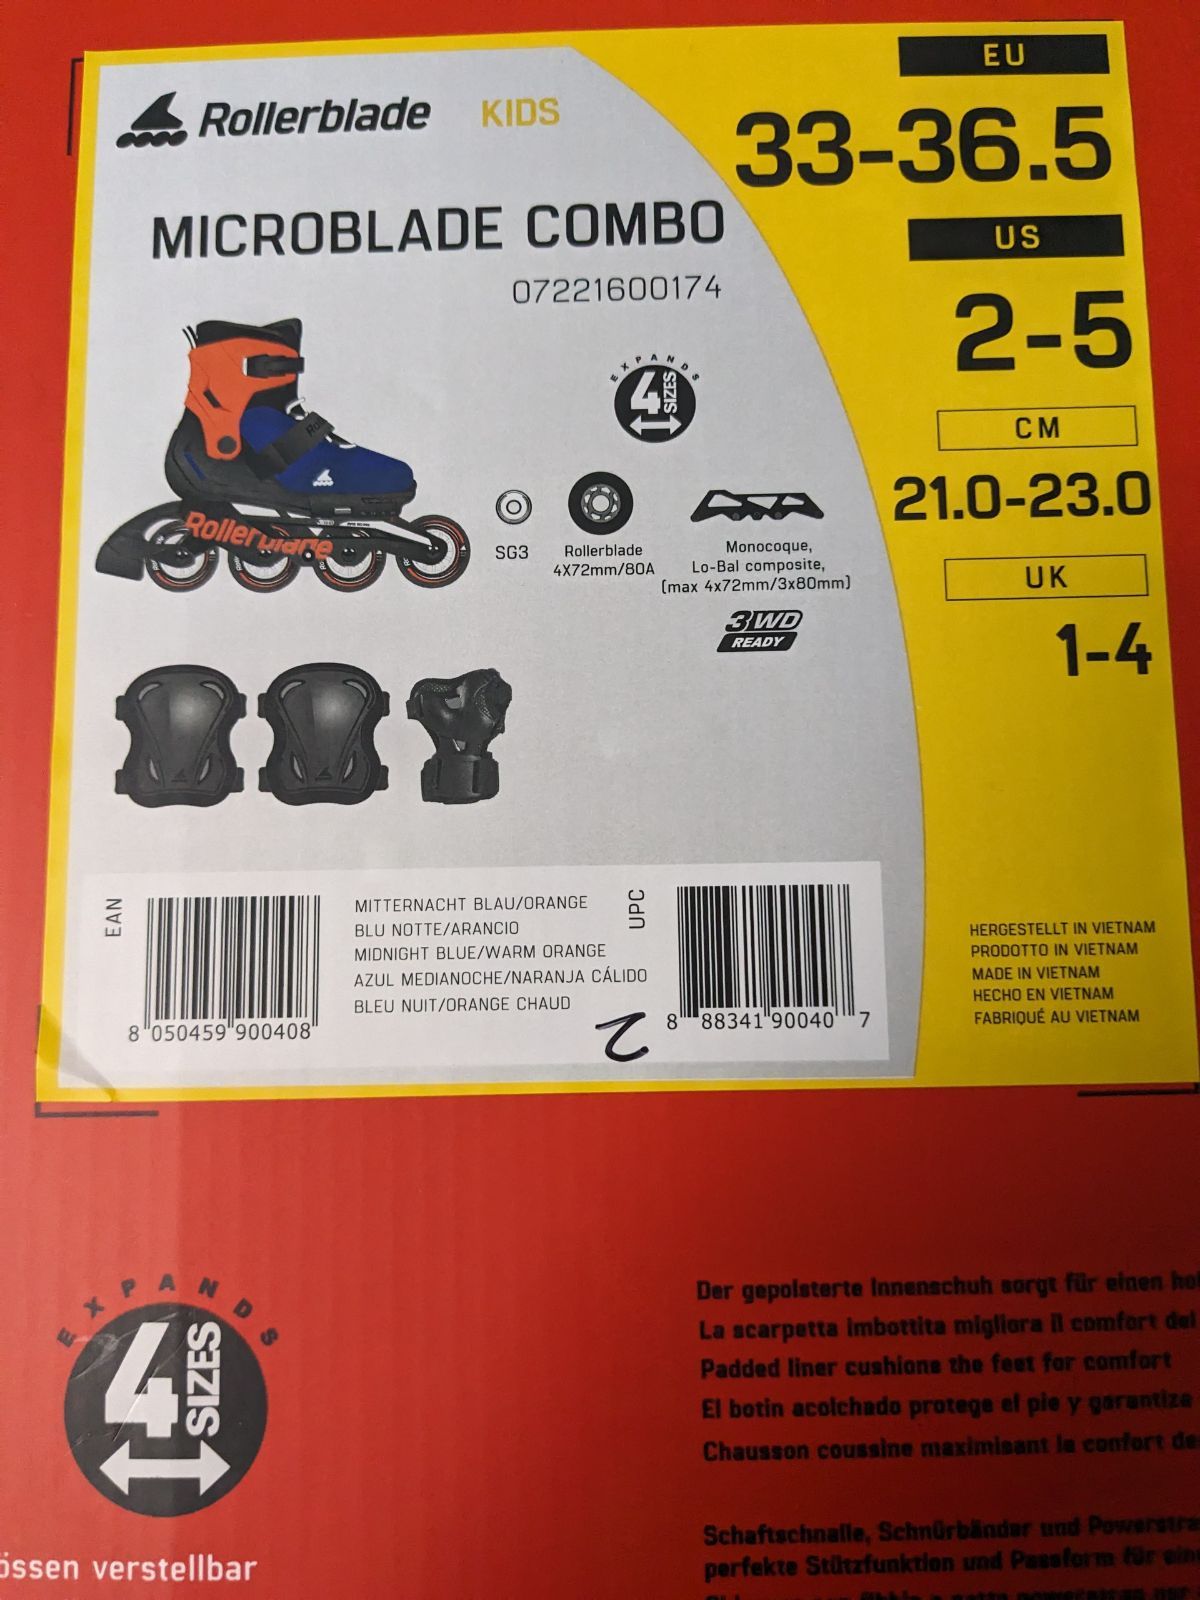 Rollerblade KIDS
MICROBLADE COMBO
07221600174
EXPANDS
4 SIZES
Rollerblade
SG3
Rollerblade
4X72mm/80A
Monocoque,
Lo-Bal composite,
(max 4x72mm/3x80mm)
3WD
READY
EU
33-36.5
US
2-5
CM
21.0-23.0
UK
1-4
EAN
8 050459 900408
MITTERNACHT BLAU/ORANGE
BLU NOTTE/ARANCIO
MIDNIGHT BLUE/WARM ORANGE
AZUL MEDIANOCHE/NARANJA CÁLIDO
BLEU NUIT/ORANGE CHAUD
2
UPC
8 88341 90040 7
HERGESTELLT IN VIETNAM
PRODOTTO IN VIETNAM
MADE IN VIETNAM
HECHO EN VIETNAM
FABRIQUÉ AU VIETNAM
EXPANDS
4 SIZES
össen verstellbar
Der gepolsterte Innenschuh sorgt für einen
La scarpetta imbottita migliora il comfort del
Padded liner cushions the feet for comfort
El botin acolchado protege el pie y garantiza
Chausson coussine maximisant le confort de
Schaftschnalle, Schnürbänder und
perfekte Stützfunktion und Passform für